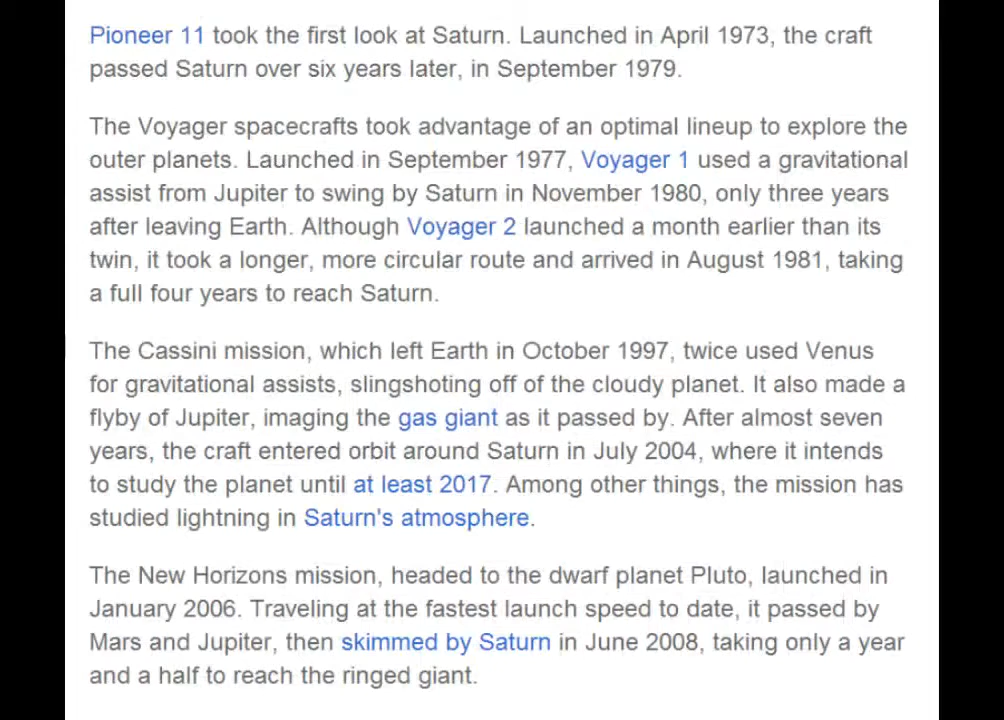 Pioneer 11 took the first look at Saturn. Launched in April 1973, the craft
passed Saturn over six years later, in September 1979.
The Voyager spacecrafts took advantage of an optimal lineup to explore the
outer planets. Launched in September 1977, Voyager 1 used a gravitational
assist from Jupiter to swing by Saturn in November 1980, only three years
after leaving Earth. Although Voyager 2 launched a month earlier than its
twin, it took a longer, more circular route and arrived in August 1981, taking
a full four years to reach Saturn.
The Cassini mission, which left Earth in October 1997, twice used Venus
for gravitational assists, slingshoting off of the cloudy planet. It also made a
flyby of Jupiter, imaging the gas giant as it passed by. After almost seven
years, the craft entered orbit around Saturn in July 2004, where it intends
to study the planet until at least 2017. Among other things, the mission has
studied lightning in Saturn's atmosphere.
The New Horizons mission, headed to the dwarf planet Pluto, launched in
January 2006. Traveling at the fastest launch speed to date, it passed by
Mars and Jupiter, then skimmed by Saturn in June 2008, taking only a year
and a half to reach the ringed giant.